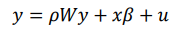 𝑦 = 𝜌𝑊𝑦 + 𝑥𝛽 + 𝑢